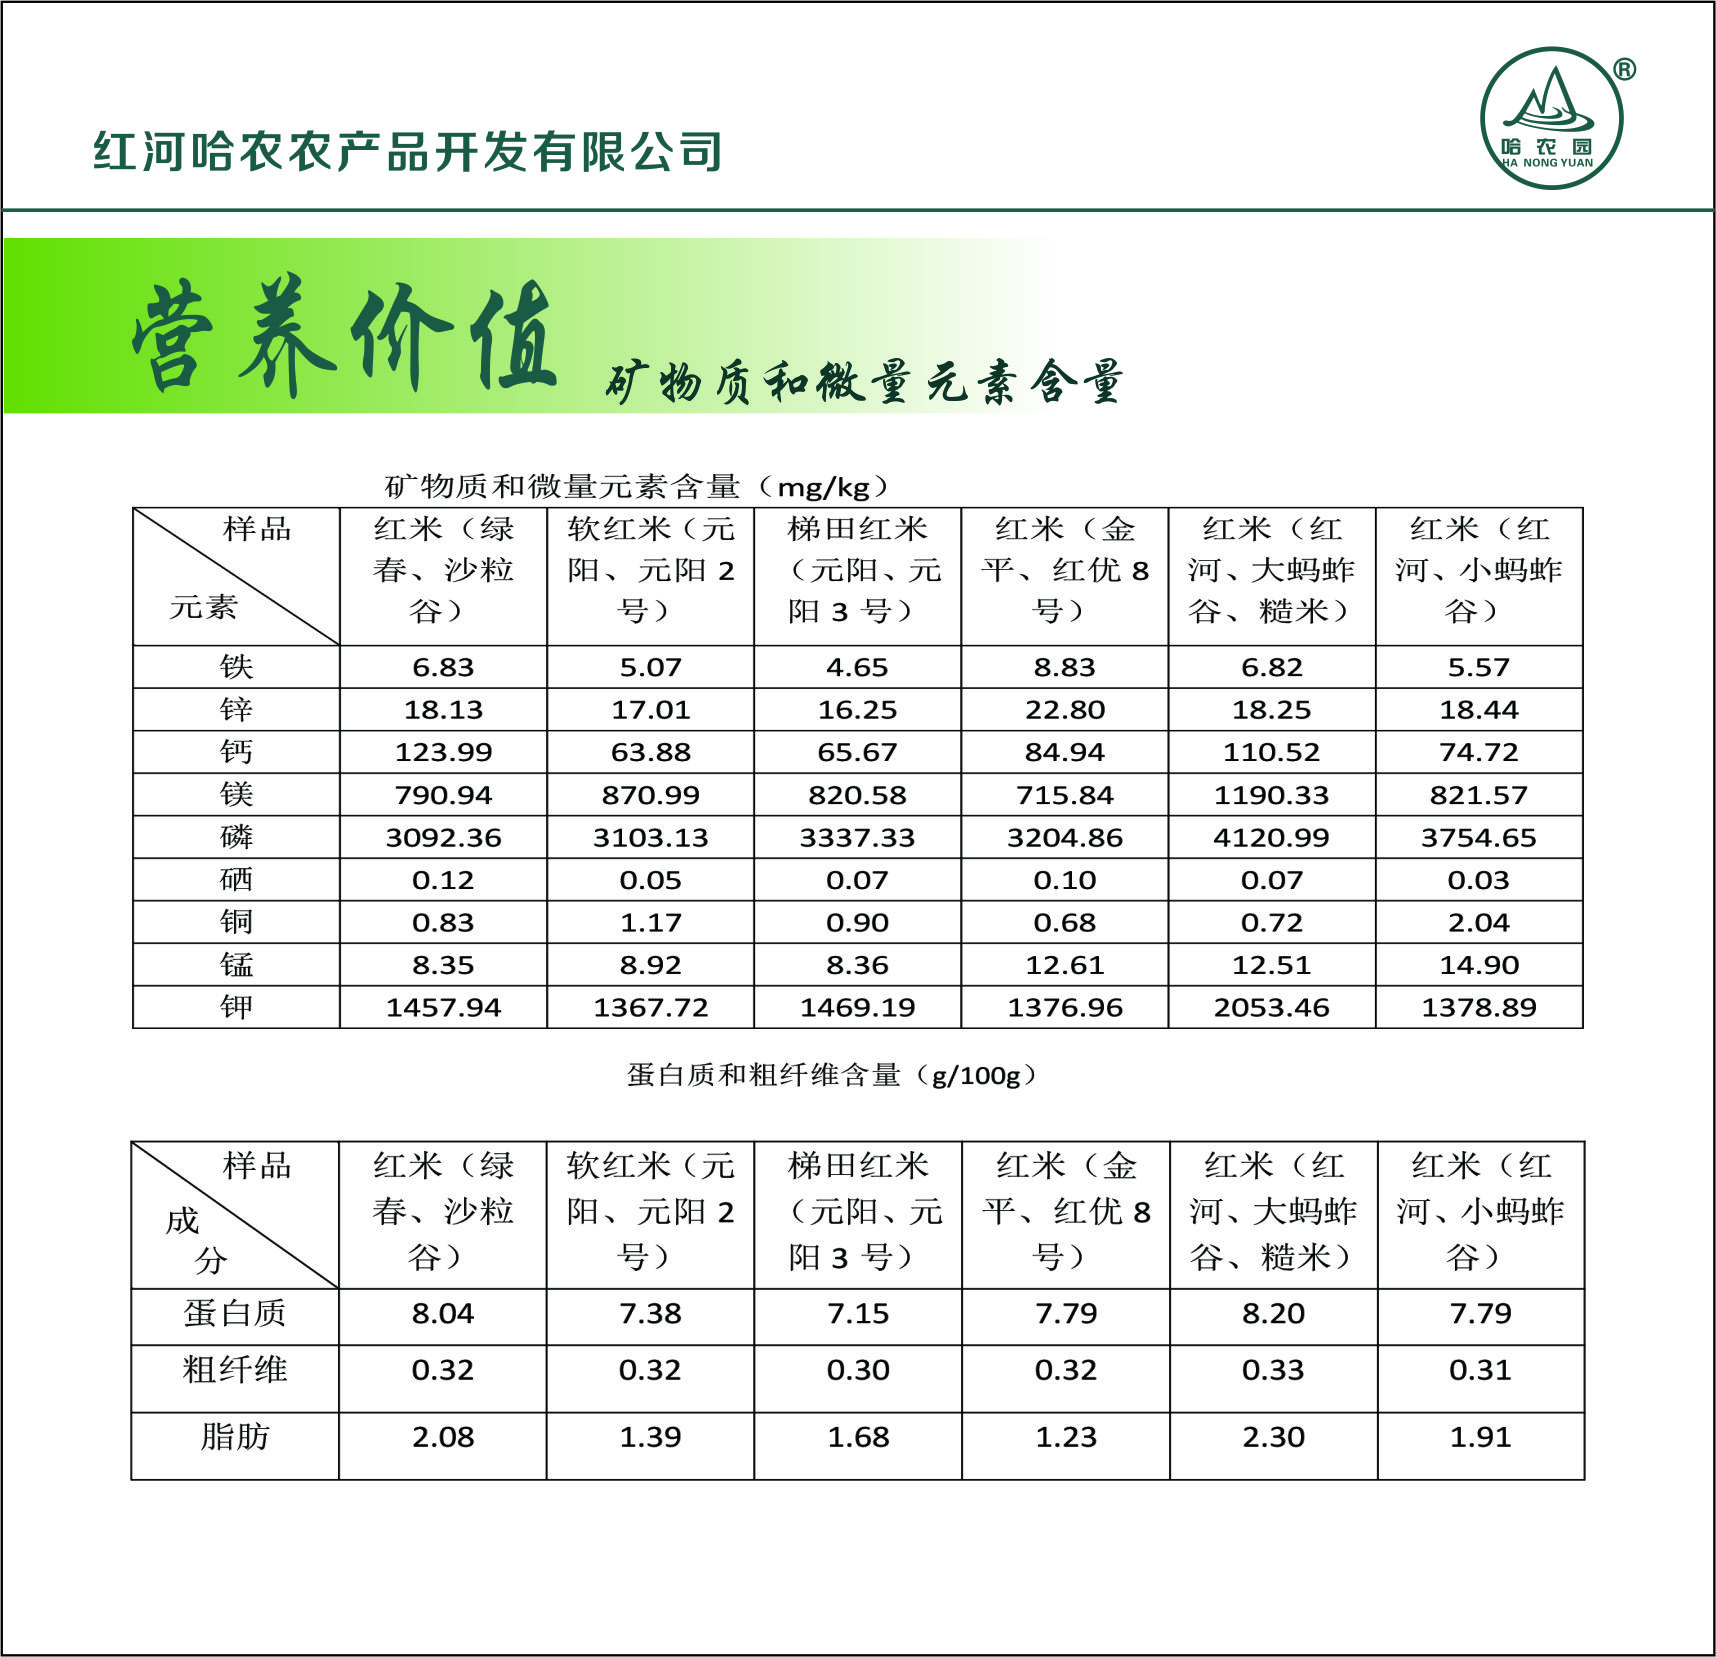 红河哈农农产品开发有限公司
®
哈农园
HA NONG YUAN
营养价值 矿物质和微量元素含量
矿物质和微量元素含量（mg/kg）
样品 元素 红米（绿春、沙粒谷） 软红米（元阳、元阳 2 号） 梯田红米（元阳、元阳 3 号） 红米（金平、红优 8 号） 红米（红河、大蚂蚱谷、糙米） 红米（红河、小蚂蚱谷）
铁 6.83 5.07 4.65 8.83 6.82 5.57
锌 18.13 17.01 16.25 22.80 18.25 18.44
钙 123.99 63.88 65.67 84.94 110.52 74.72
镁 790.94 870.99 820.58 715.84 1190.33 821.57
磷 3092.36 3103.13 3337.33 3204.86 4120.99 3754.65
硒 0.12 0.05 0.07 0.10 0.07 0.03
铜 0.83 1.17 0.90 0.68 0.72 2.04
锰 8.35 8.92 8.36 12.61 12.51 14.90
钾 1457.94 1367.72 1469.19 1376.96 2053.46 1378.89
蛋白质和粗纤维含量（g/100g）
样品 成分 红米（绿春、沙粒谷） 软红米（元阳、元阳 2 号） 梯田红米（元阳、元阳 3 号） 红米（金平、红优 8 号） 红米（红河、大蚂蚱谷、糙米） 红米（红河、小蚂蚱谷）
蛋白质 8.04 7.38 7.15 7.79 8.20 7.79
粗纤维 0.32 0.32 0.30 0.32 0.33 0.31
脂肪 2.08 1.39 1.68 1.23 2.30 1.91